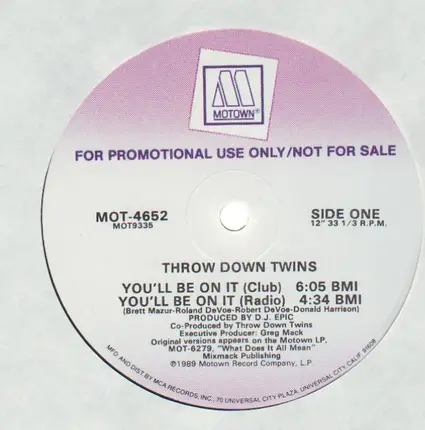 MOTOWN®
FOR PROMOTIONAL USE ONLY/NOT FOR SALE
MOT-4652
MOT9335
SIDE ONE
12" 33 1/3 R.P.M.
THROW DOWN TWINS
YOU'LL BE ON IT (Club) 6:05 BMI
YOU'LL BE ON IT (Radio) 4:34 BMI
(Brett Mazur-Roland DeVoe-Robert DeVoe-Donald Harrison)
PRODUCED BY D.J. EPIC
Co-Produced by Throw Down Twins
Executive Producer: Greg Mack
Original versions appears on the Motown LP.
MOT-6279, "What Does It All Mean"
Mixmack Publishing
℗1989 Motown Record Company, L.P.
MFG. AND DIST. BY MCA RECORDS, INC., 70 UNIVERSAL CITY PLAZA, UNIVERSAL CITY, CALIF. 91608